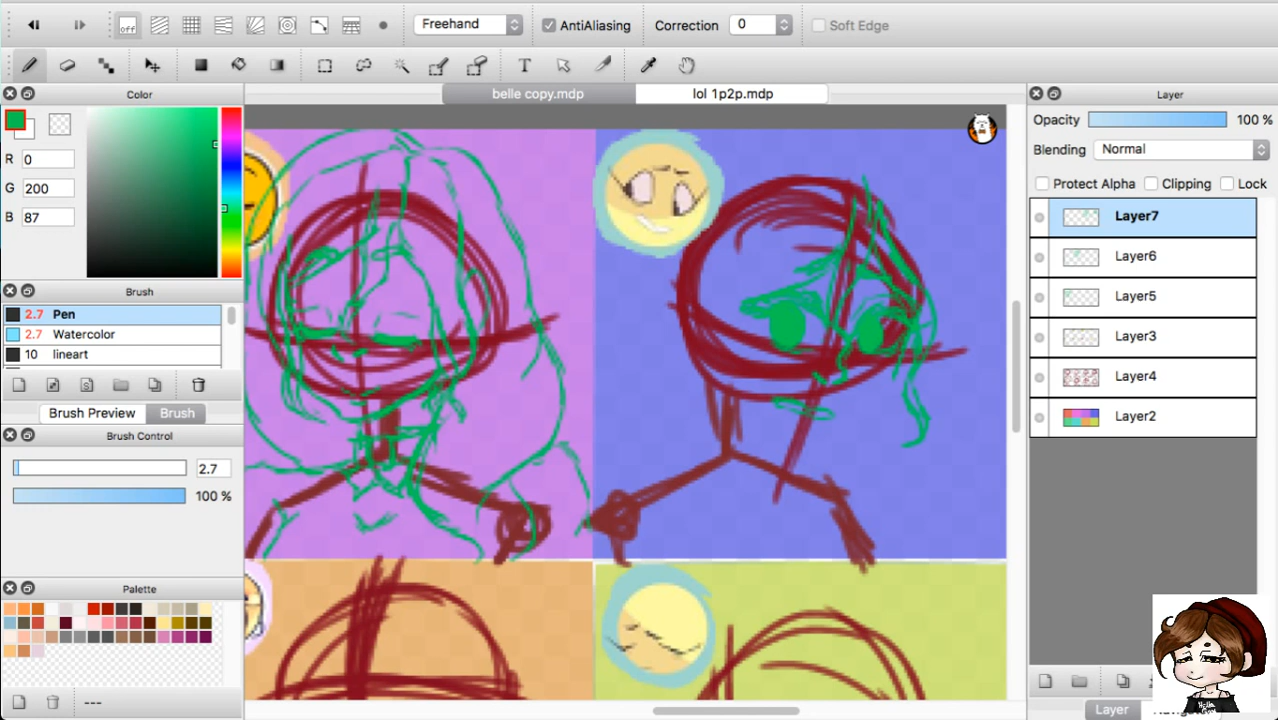 off
Freehand
AntiAliasing
Correction
0
Soft Edge
T
Color
belle copy.mdp
lol 1p2p.mdp
Layer
R
0
G
200
B
87
Opacity
100 %
Blending
Normal
Protect Alpha
Clipping
Lock
Layer7
Layer6
Layer5
Layer3
Layer4
Layer2
Brush
2.7 Pen
2.7 Watercolor
10 lineart
Brush Preview
Brush
Brush Control
2.7
100 %
Palette
---
Layer